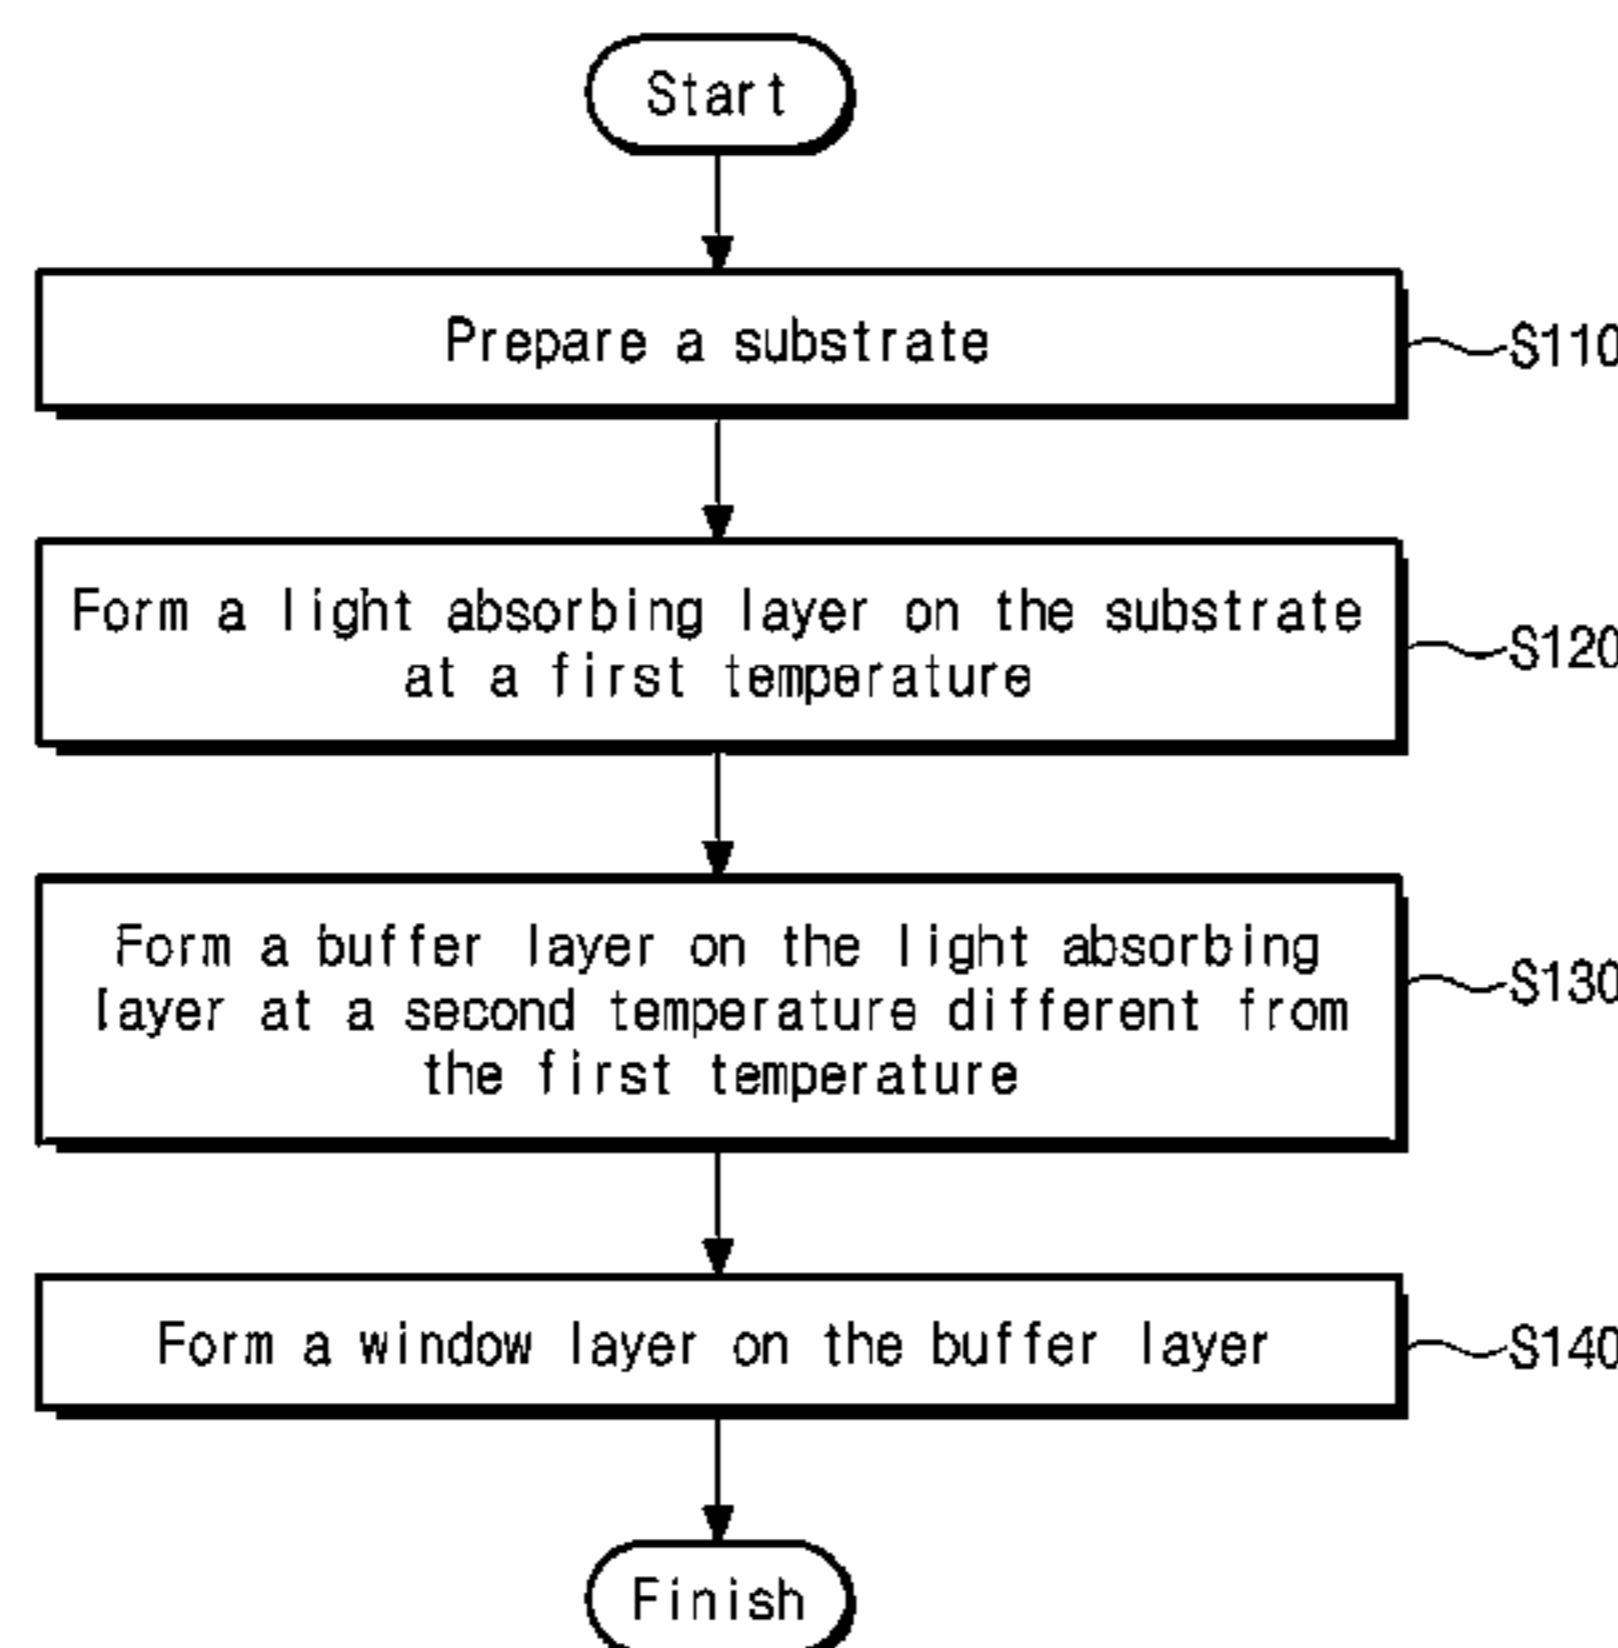 Start
Prepare a substrate
S110
Form a light absorbing layer on the substrate
at a first temperature
S120
Form a buffer layer on the light absorbing
layer at a second temperature different from
the first temperature
S130
Form a window layer on the buffer layer
S140
Finish